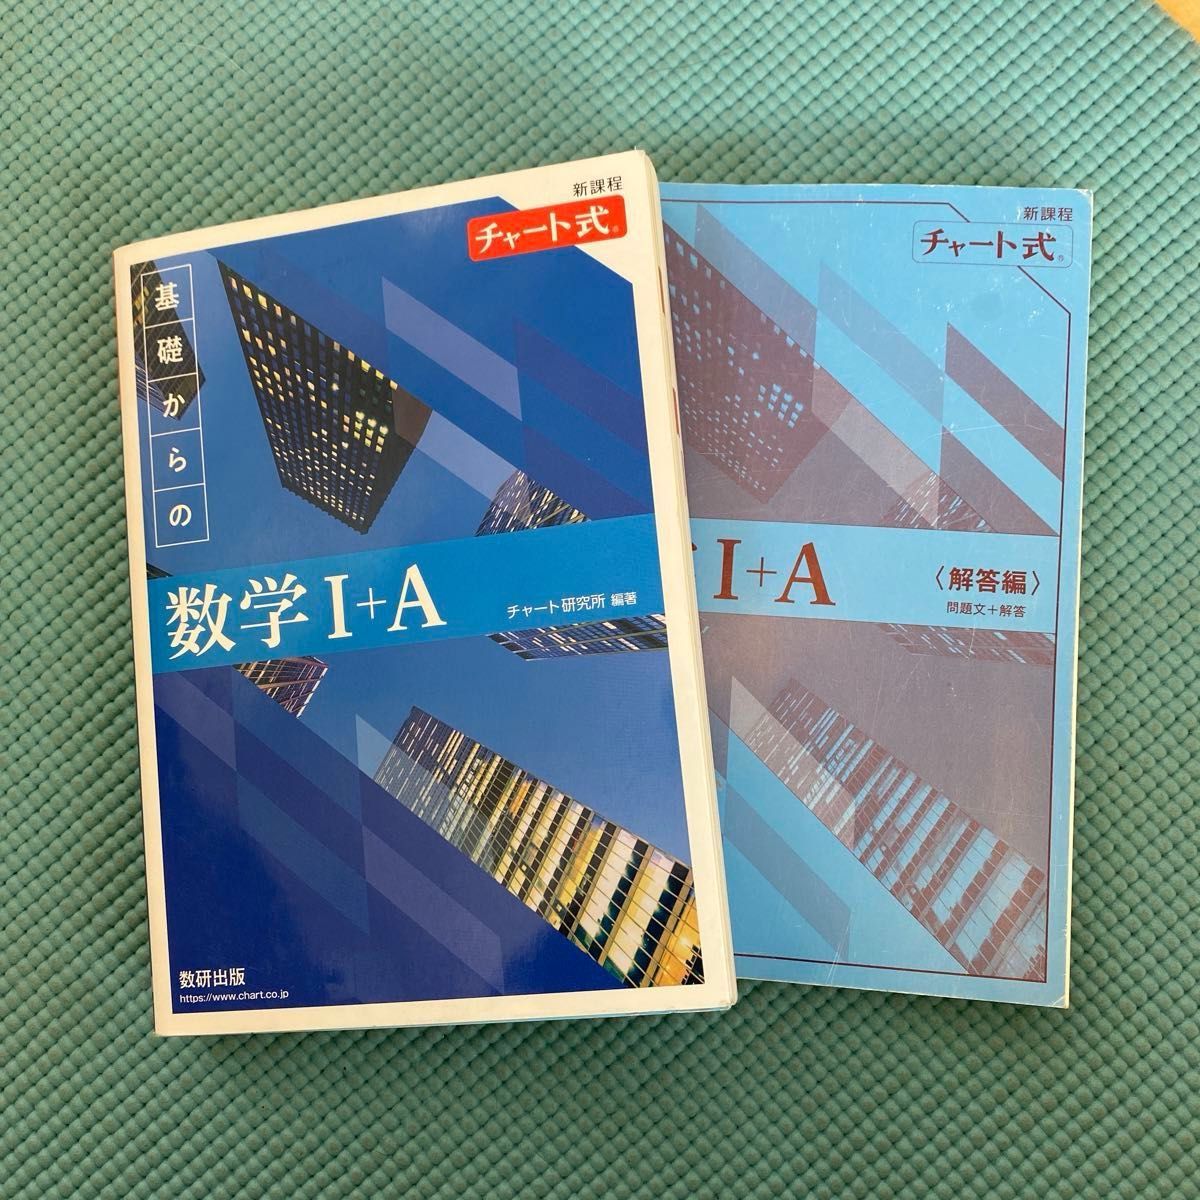 新課程
チャート式®
基礎からの
数学I+A
チャート研究所 編著
数研出版
https://www.chart.co.jp
新課程
チャート式®
I+A
〈解答編〉
問題文+解答